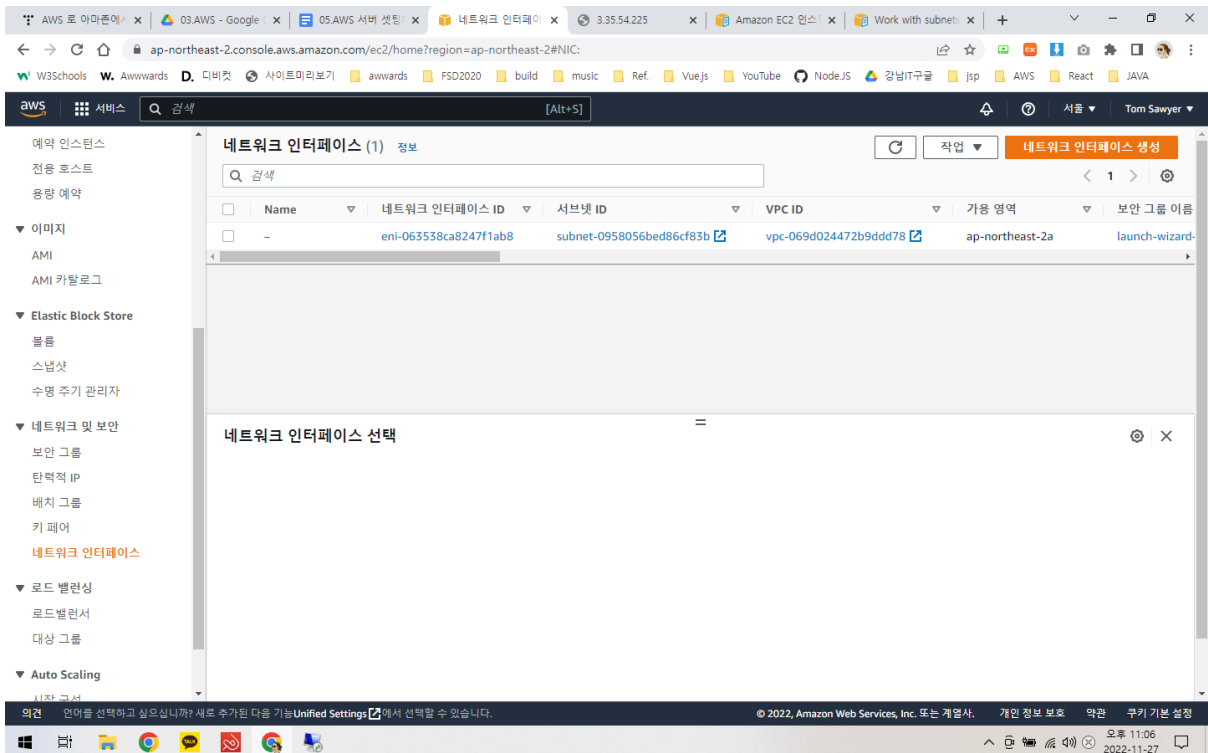 AWS 로 아마존에
03.AWS - Google
05.AWS 서버 셋팅
네트워크 인터페이
3.35.54.225
Amazon EC2 인스
Work with subnets
ap-northeast-2.console.aws.amazon.com/ec2/home?region=ap-northeast-2#NIC:
W3Schools
W. Awwwards
D. 디비컷
사이트미리보기
awwards
FSD2020
build
music
Ref.
Vue.js
YouTube
Node.JS
강남IT구글
jsp
AWS
React
JAVA
aws
서비스
검색
[Alt+S]
서울 ▼
Tom Sawyer ▼
예약 인스턴스
전용 호스트
용량 예약
▼ 이미지
AMI
AMI 카탈로그
▼ Elastic Block Store
볼륨
스냅샷
수명 주기 관리자
▼ 네트워크 및 보안
보안 그룹
탄력적 IP
배치 그룹
키 페어
네트워크 인터페이스
▼ 로드 밸런싱
로드밸런서
대상 그룹
▼ Auto Scaling
시작 구성
네트워크 인터페이스 (1) 정보
작업 ▼
네트워크 인터페이스 생성
검색
1
Name
네트워크 인터페이스 ID
서브넷 ID
VPC ID
가용 영역
보안 그룹 이름
–
eni-063538ca8247f1ab8
subnet-0958056bed86cf83b
vpc-069d024472b9ddd78
ap-northeast-2a
launch-wizard-
네트워크 인터페이스 선택
의견
언어를 선택하고 싶으십니까? 새로 추가된 다음 기능Unified Settings에서 선택할 수 있습니다.
© 2022, Amazon Web Services, Inc. 또는 계열사.
개인 정보 보호
약관
쿠키 기본 설정
오후 11:06
2022-11-27